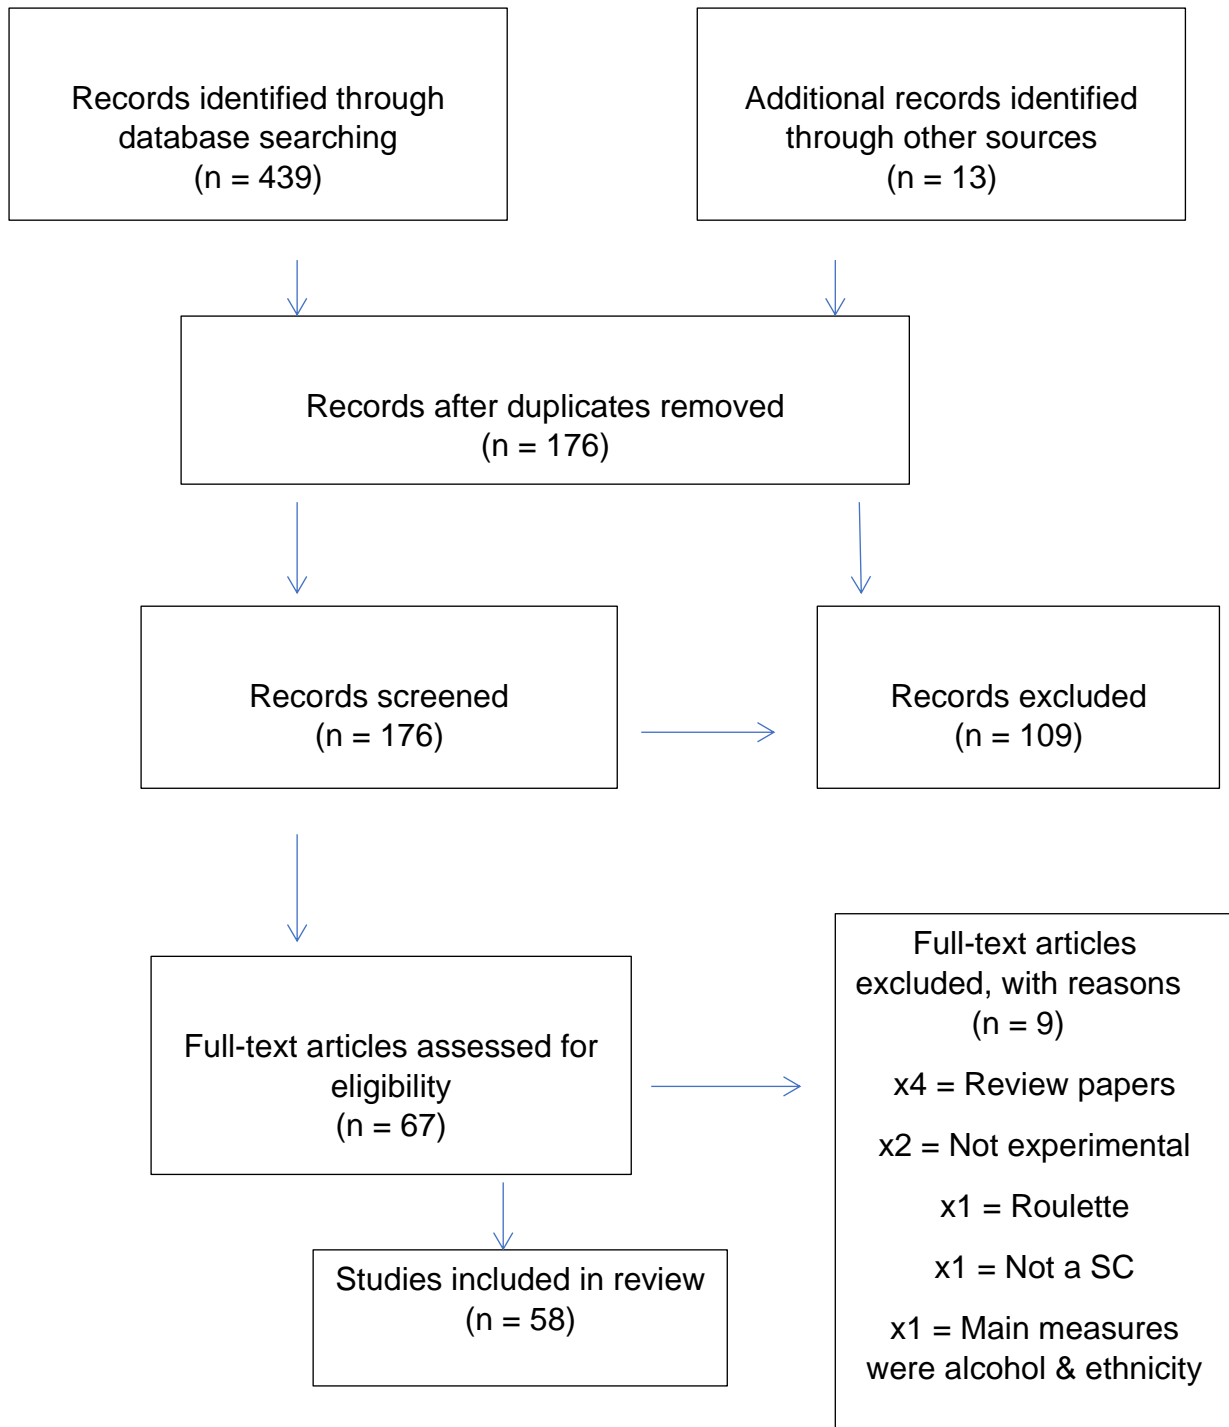 Records identified through
database searching
(n = 439)
Additional records identified
through other sources
(n = 13)
Records after duplicates removed
(n = 176)
Records screened
(n = 176)
Records excluded
(n = 109)
Full-text articles assessed for
eligibility
(n = 67)
Full-text articles
excluded, with reasons
(n = 9)
x4 = Review papers
x2 = Not experimental
x1 = Roulette
x1 = Not a SC
x1 = Main measures
were alcohol & ethnicity
Studies included in review
(n = 58)